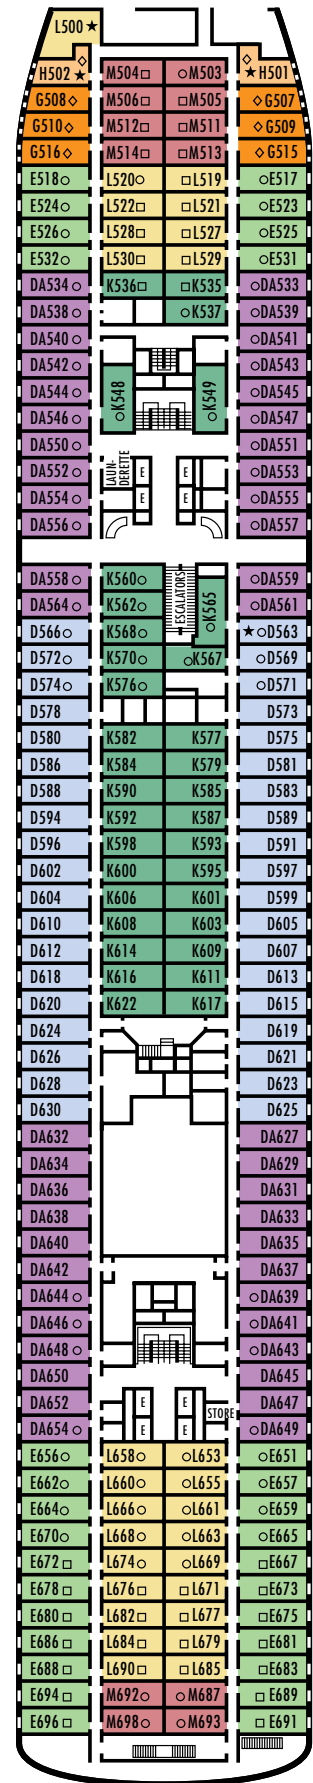 L500 ★
H502 ★ M504 □ ○ M503 ★ H501
G508 ◇ M506 □ □ M505 ◇ G507
G510 ◇ M512 □ □ M511 ◇ G509
G516 ◇ M514 □ □ M513 ◇ G515
E518 ○ L520 ○ □ L519 ○ E517
E524 ○ L522 □ □ L521 ○ E523
E526 ○ L528 □ □ L527 ○ E525
E532 ○ L530 □ □ L529 ○ E531
DA534 ○ K536 □ □ K535 ○ DA533
DA538 ○ ○ K537 ○ DA539
DA540 ○ ○ DA541
DA542 ○ ○ DA543
DA544 ○ ○ K548 ○ K549 ○ DA545
DA546 ○ ○ DA547
DA550 ○ ○ DA551
DA552 ○ LAUN-
DERETTE E E ○ DA553
DA554 ○ E E ○ DA555
DA556 ○ ○ DA557
DA558 ○ K560 ○ ESCALATORS ○ K565 ○ DA559
DA564 ○ K562 ○ ○ DA561
D566 ○ K568 ○ ★ ○ D563
D572 ○ K570 ○ ○ K567 ○ D569
D574 ○ K576 ○ ○ D571
D578 D573
D580 K582 K577 D575
D586 K584 K579 D581
D588 K590 K585 D583
D594 K592 K587 D589
D596 K598 K593 D591
D602 K600 K595 D597
D604 K606 K601 D599
D610 K608 K603 D605
D612 K614 K609 D607
D618 K616 K611 D613
D620 K622 K617 D615
D624 D619
D626 D621
D628 D623
D630 D625
DA632 DA627
DA634 DA629
DA636 DA631
DA638 DA633
DA640 DA635
DA642 DA637
DA644 ○ ○ DA639
DA646 ○ ○ DA641
DA648 ○ ○ DA643
DA650 DA645
DA652 E E STORE DA647
DA654 ○ E E ○ DA649
E656 ○ L658 ○ ○ L653 ○ E651
E662 ○ L660 ○ ○ L655 ○ E657
E664 ○ L666 ○ ○ L661 ○ E659
E670 ○ L668 ○ ○ L663 ○ E665
E672 □ L674 ○ ○ L669 □ E667
E678 □ L676 □ □ L671 □ E673
E680 □ L682 □ □ L677 □ E675
E686 □ L684 □ □ L679 □ E681
E688 □ L690 □ □ L685 □ E683
E694 □ M692 ○ ○ M687 □ E689
E696 □ M698 ○ ○ M693 □ E691